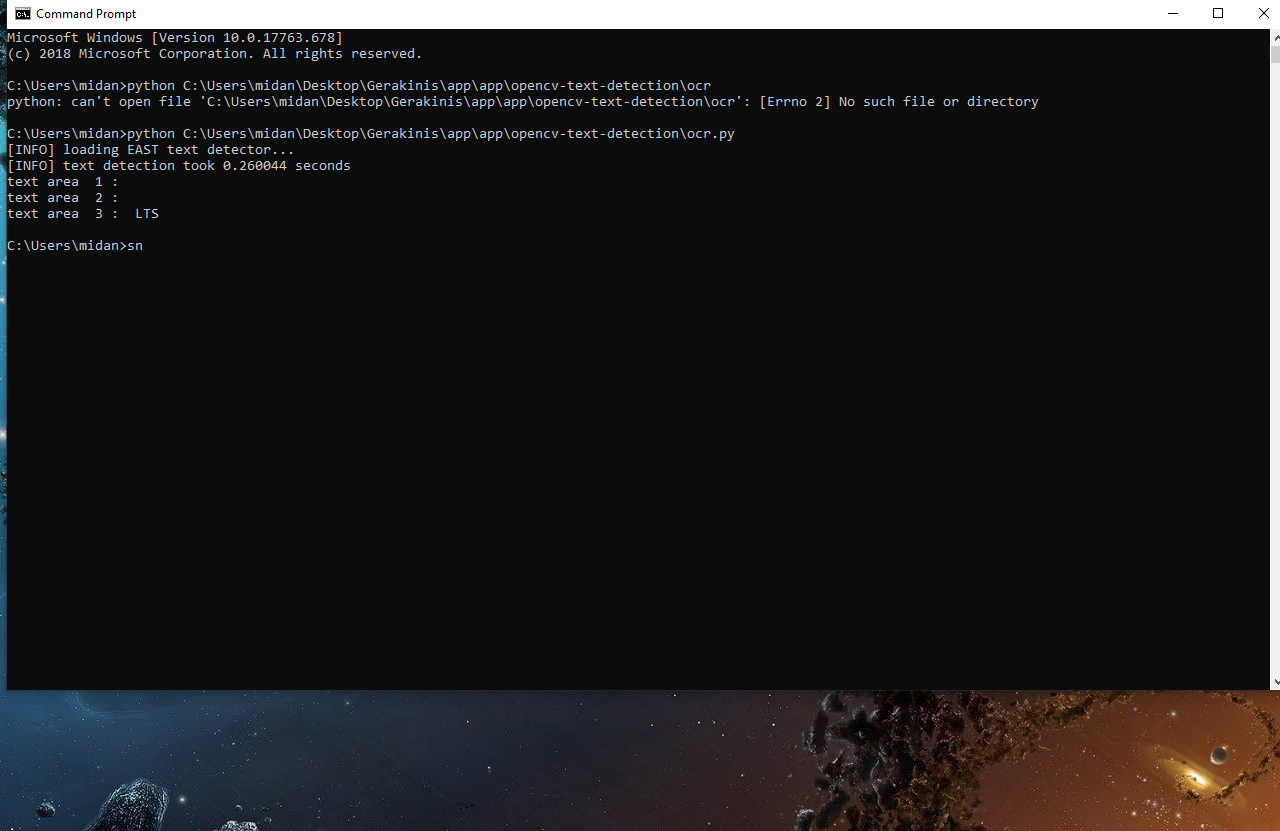 Command Prompt
Microsoft Windows [Version 10.0.17763.678]
(c) 2018 Microsoft Corporation. All rights reserved.
C:\Users\midan>python C:\Users\midan\Desktop\Gerakinis\app\app\opencv-text-detection\ocr
python: can't open file 'C:\Users\midan\Desktop\Gerakinis\app\app\opencv-text-detection\ocr': [Errno 2] No such file or directory
C:\Users\midan>python C:\Users\midan\Desktop\Gerakinis\app\app\opencv-text-detection\ocr.py
[INFO] loading EAST text detector...
[INFO] text detection took 0.260044 seconds
text area  1 :
text area  2 :
text area  3 :  LTS
C:\Users\midan>sn